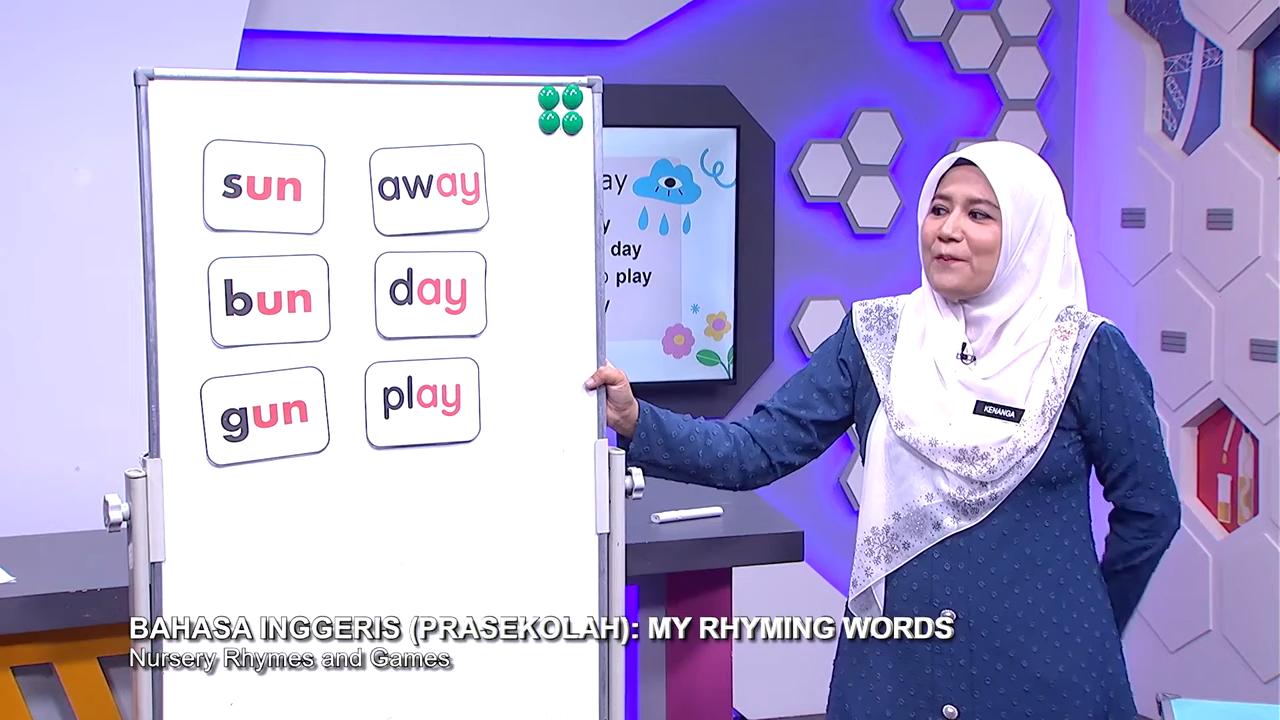 sun
away
bun
day
gun
play
ay
y
day
play
y
KENANGA
BAHASA INGGERIS (PRASEKOLAH): MY RHYMING WORDS
Nursery Rhymes and Games